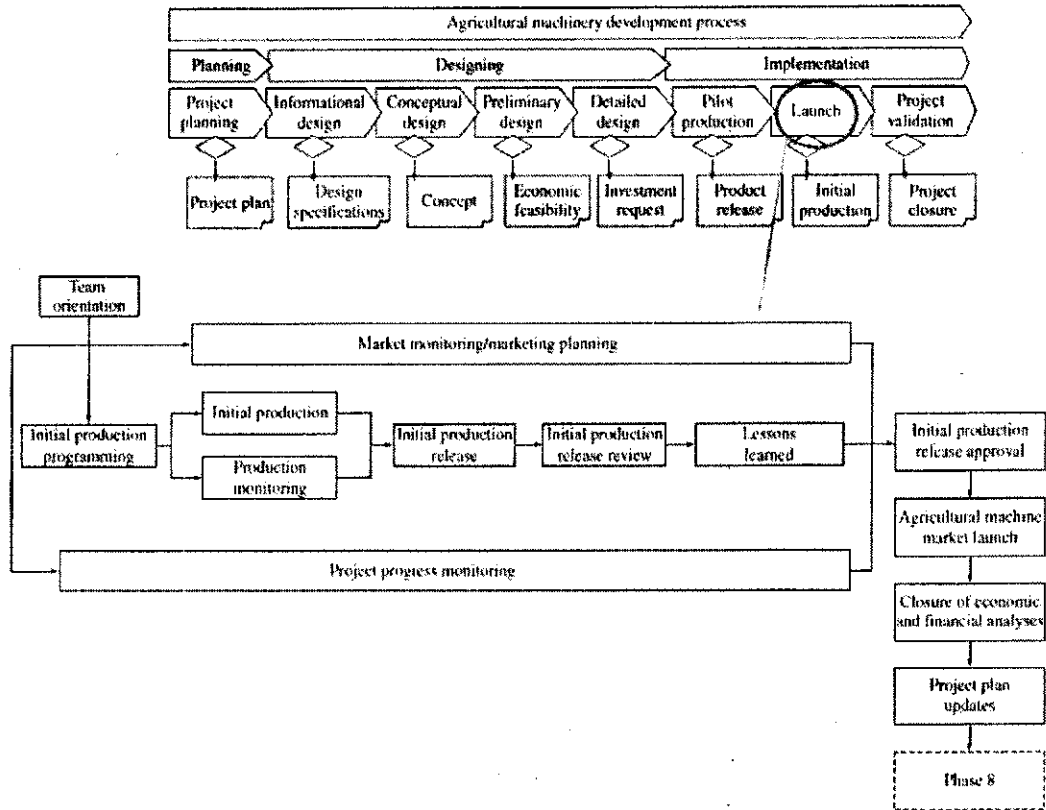 Agricultural machinery development process
Planning
Designing
Implementation
Project
planning
Informational
design
Conceptual
design
Preliminary
design
Detailed
design
Pilot
production
Launch
Project
validation
Project plan
Design
specifications
Concept
Economic
feasibility
Investment
request
Product
release
Initial
production
Project
closure
Team
orientation
Market monitoring/marketing planning
Initial production
programming
Initial production
Production
monitoring
Initial production
release
Initial production
release review
Lessons
learned
Initial production
release approval
Project progress monitoring
Agricultural machine
market launch
Closure of economic
and financial analyses
Project plan
updates
Phase 8